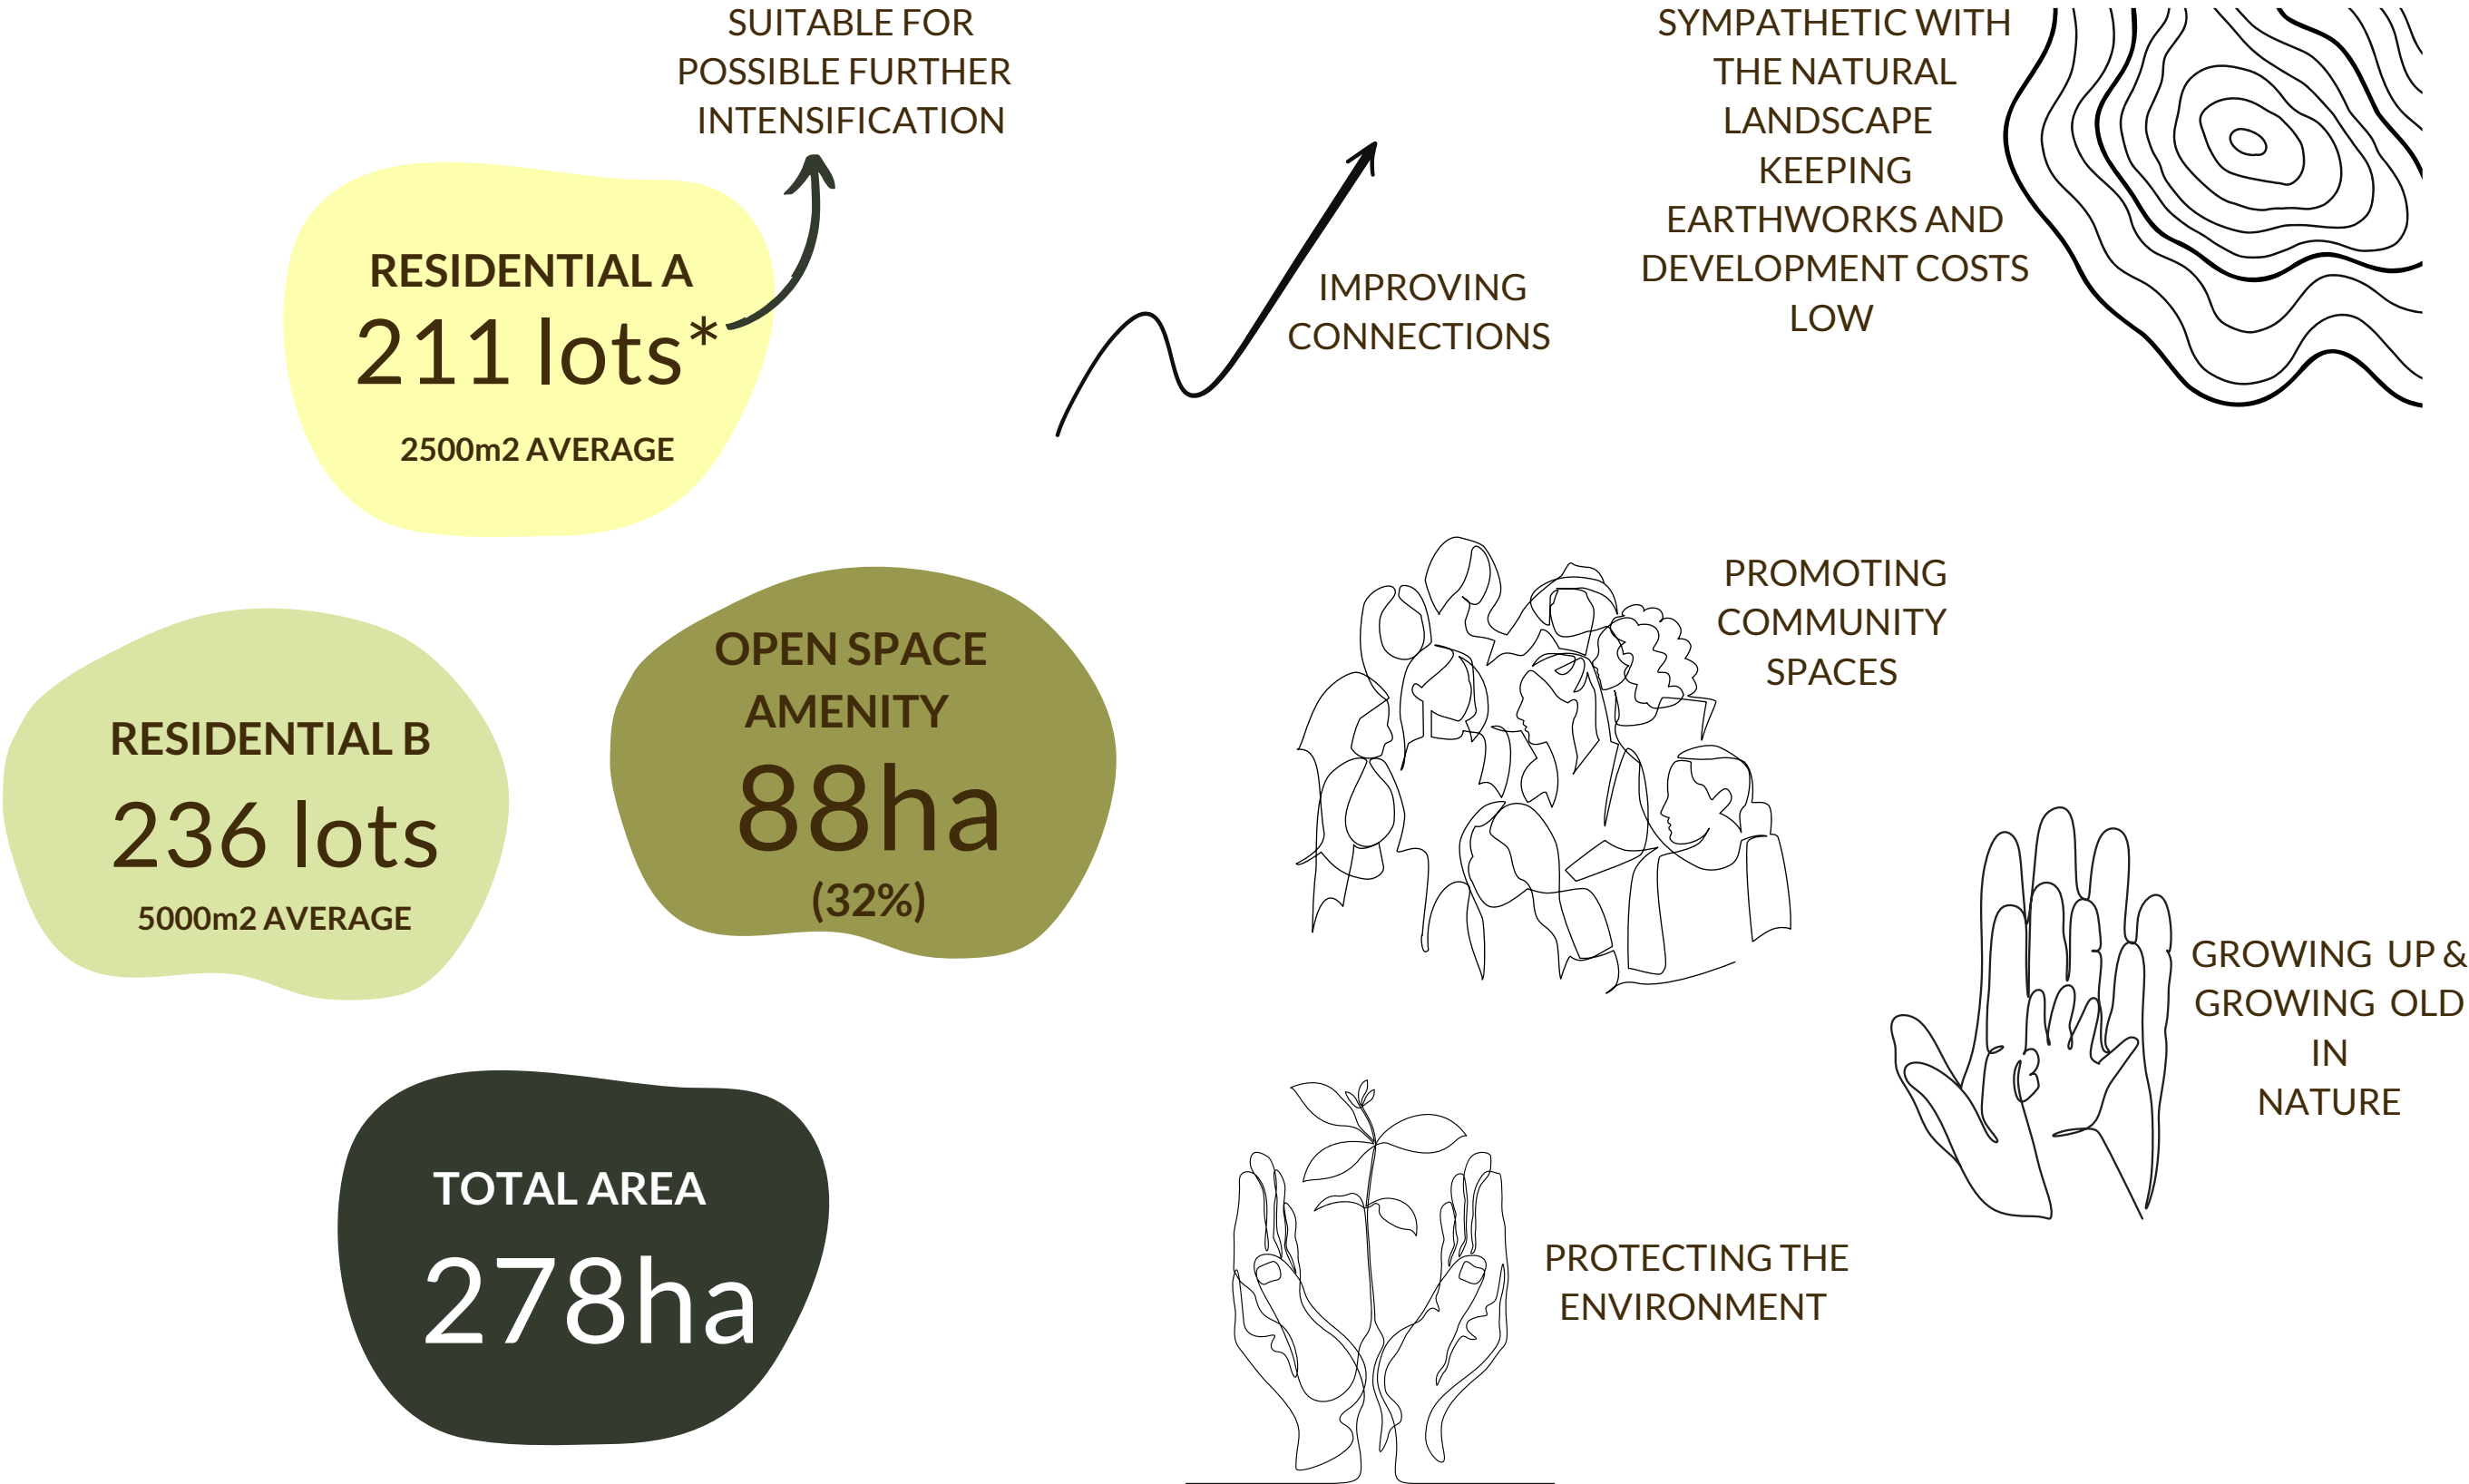 SUITABLE FOR
POSSIBLE FURTHER
INTENSIFICATION
RESIDENTIAL A
211 lots*
2500m2 AVERAGE
IMPROVING
CONNECTIONS
SYMPATHETIC WITH
THE NATURAL
LANDSCAPE
KEEPING
EARTHWORKS AND
DEVELOPMENT COSTS
LOW
RESIDENTIAL B
236 lots
5000m2 AVERAGE
OPEN SPACE
AMENITY
88ha
(32%)
PROMOTING
COMMUNITY
SPACES
GROWING UP &
GROWING OLD
IN
NATURE
TOTAL AREA
278ha
PROTECTING THE
ENVIRONMENT